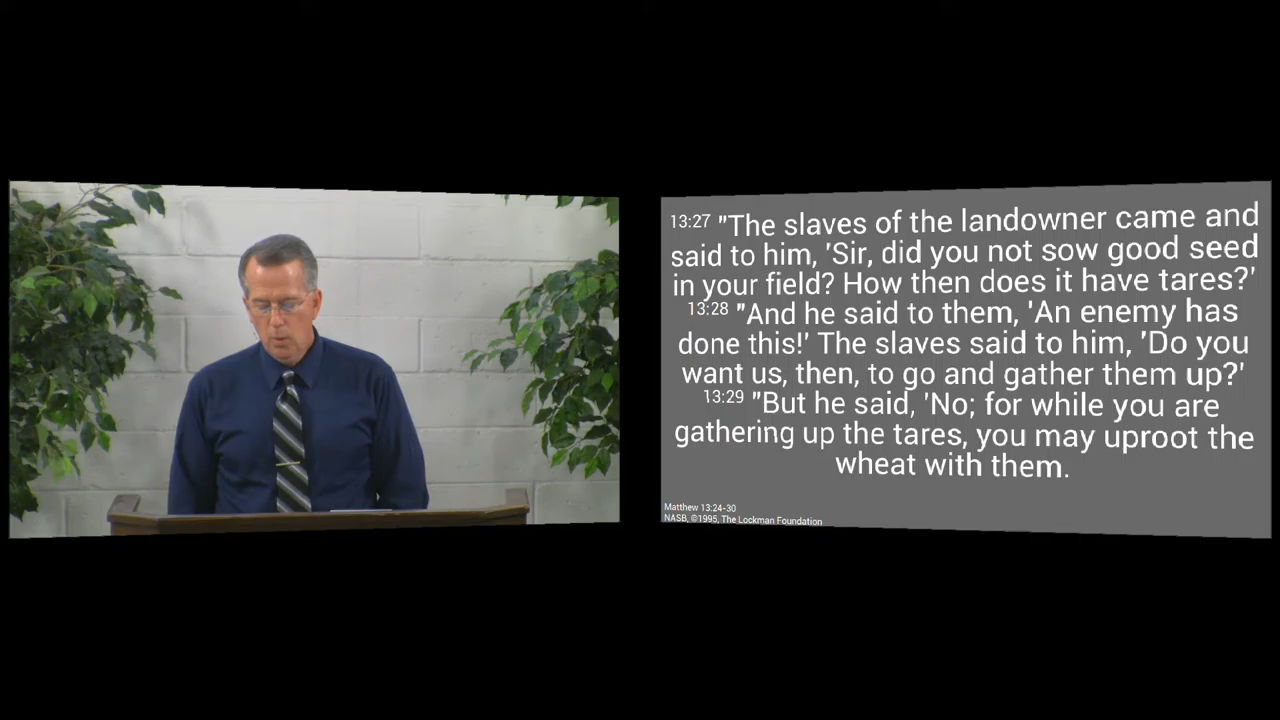 13:27 "The slaves of the landowner came and
said to him, 'Sir, did you not sow good seed
in your field? How then does it have tares?'
13:28 "And he said to them, 'An enemy has
done this!' The slaves said to him, 'Do you
want us, then, to go and gather them up?'
13:29 "But he said, 'No; for while you are
gathering up the tares, you may uproot the
wheat with them.
Matthew 13:24-30
NASB, ©1995, The Lockman Foundation